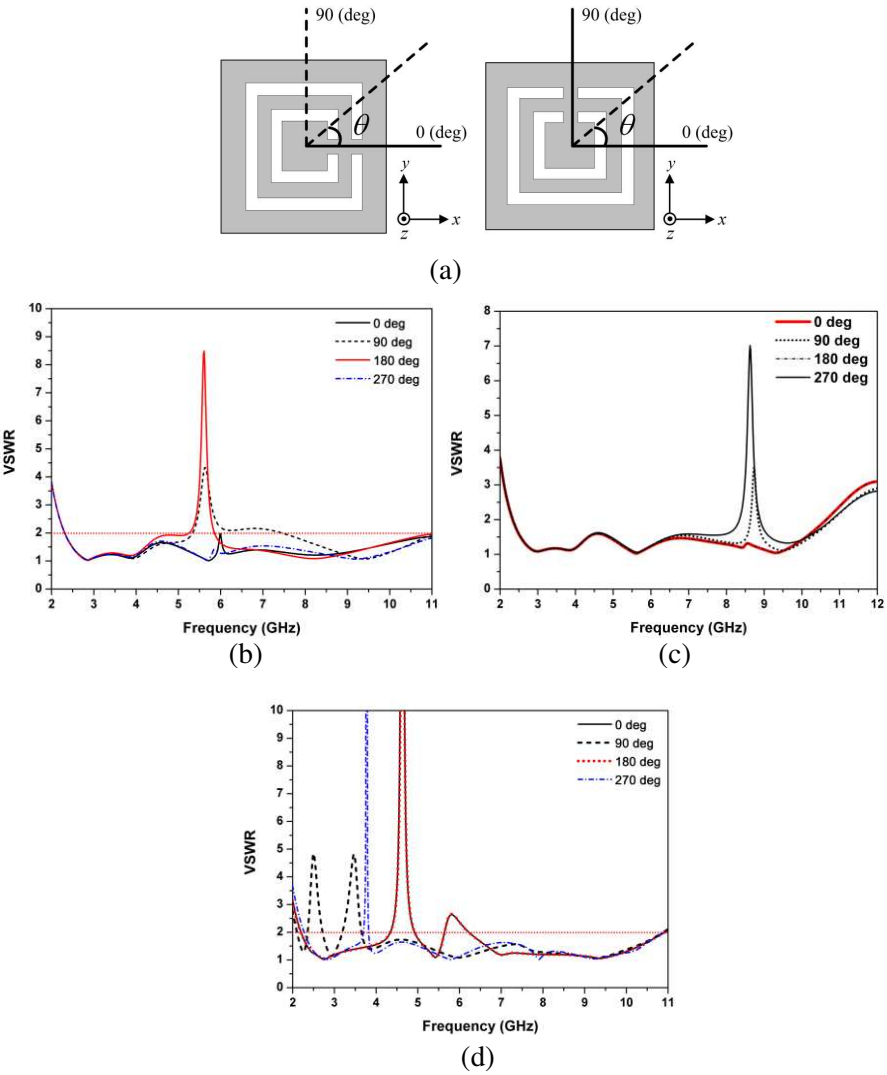 90 (deg)
θ
0 (deg)
y
x
z
90 (deg)
θ
0 (deg)
y
x
z
(a)
10
9
8
7
6
5
4
3
2
1
0
VSWR
0 deg
90 deg
180 deg
270 deg
2 3 4 5 6 7 8 9 10 11
Frequency (GHz)
(b)
8
7
6
5
4
3
2
1
0
VSWR
0 deg
90 deg
180 deg
270 deg
2 3 4 5 6 7 8 9 10 11 12
Frequency (GHz)
(c)
10
9
8
7
6
5
4
3
2
1
0
VSWR
0 deg
90 deg
180 deg
270 deg
2 3 4 5 6 7 8 9 10 11
Frequency (GHz)
(d)